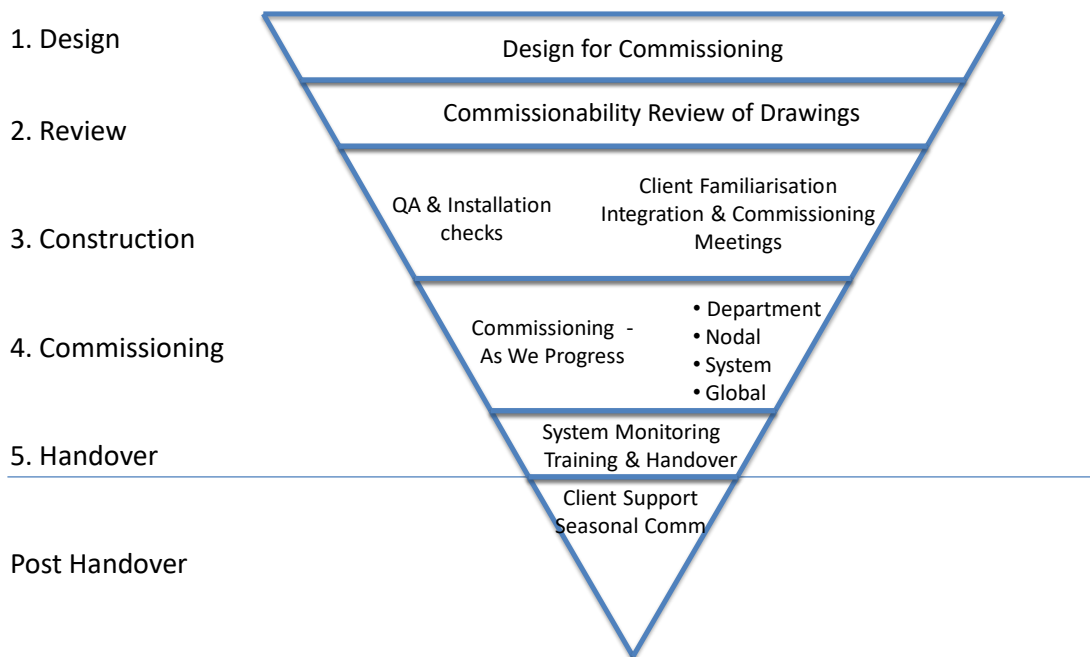 1. Design
Design for Commissioning
2. Review
Commissionability Review of Drawings
3. Construction
QA & Installation
checks
Client Familiarisation
Integration & Commissioning
Meetings
4. Commissioning
Commissioning -
As We Progress
• Department
• Nodal
• System
• Global
5. Handover
System Monitoring
Training & Handover
Post Handover
Client Support
Seasonal Comm